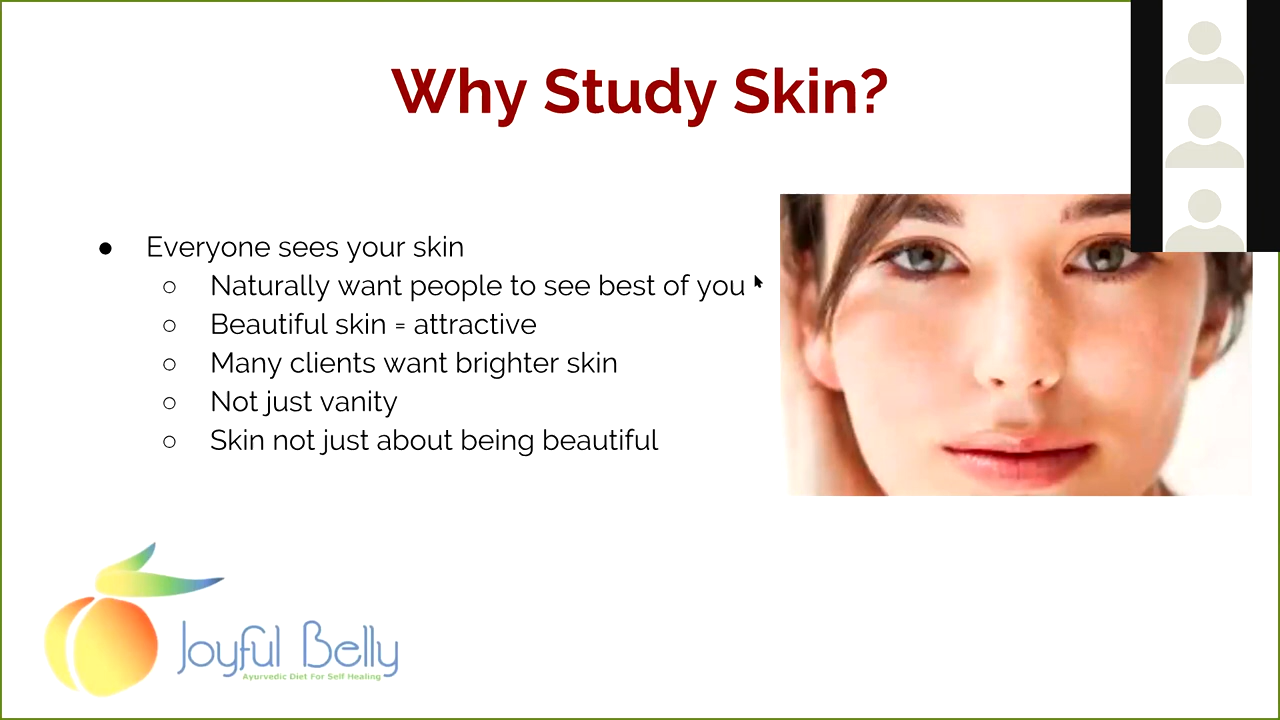 Why Study Skin?
● Everyone sees your skin
○ Naturally want people to see best of you
○ Beautiful skin = attractive
○ Many clients want brighter skin
○ Not just vanity
○ Skin not just about being beautiful
Joyful Belly
Ayurvedic Diet For Self Healing